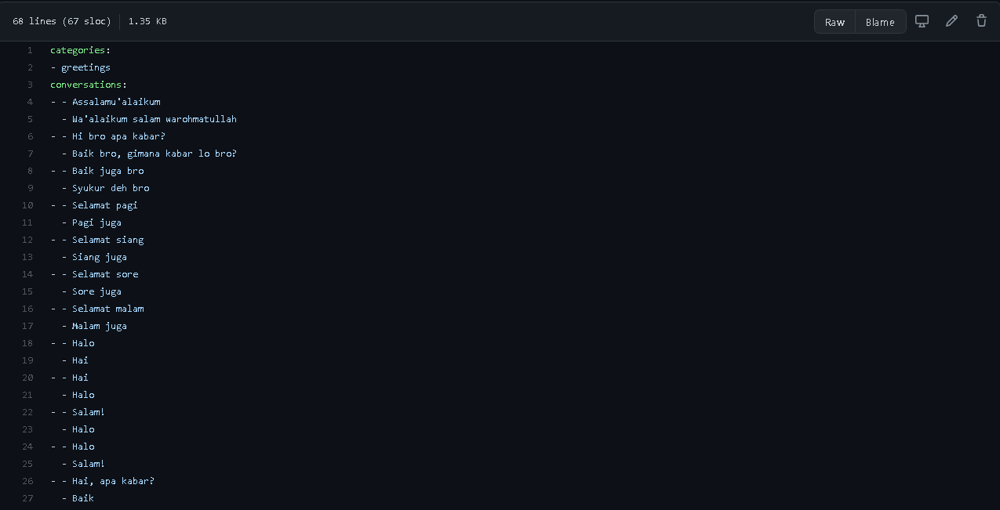 68 lines (67 sloc) 1.35 KB Raw Blame
1 categories:
2 - greetings
3 conversations:
4 - - Assalamu'alaikum
5   - Wa'alaikum salam warohmatullah
6 - - Hi bro apa kabar?
7   - Baik bro, gimana kabar lo bro?
8 - - Baik juga bro
9   - Syukur deh bro
10 - - Selamat pagi
11   - Pagi juga
12 - - Selamat siang
13   - Siang juga
14 - - Selamat sore
15   - Sore juga
16 - - Selamat malam
17   - Malam juga
18 - - Halo
19   - Hai
20 - - Hai
21   - Halo
22 - - Salam!
23   - Halo
24 - - Halo
25   - Salam!
26 - - Hai, apa kabar?
27   - Baik